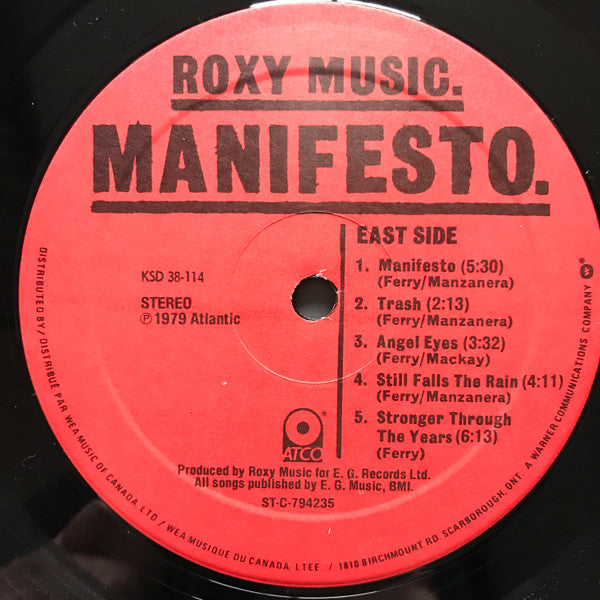 ROXY MUSIC.
MANIFESTO.
EAST SIDE
KSD 38-114
STEREO
℗ 1979 Atlantic
1. Manifesto (5:30)
(Ferry/Manzanera)
2. Trash (2:13)
(Ferry/Manzanera)
3. Angel Eyes (3:32)
(Ferry/Mackay)
4. Still Falls The Rain (4:11)
(Ferry/Manzanera)
5. Stronger Through
The Years (6:13)
(Ferry)
ATCO®
Produced by Roxy Music for E. G. Records Ltd.
All songs published by E. G. Music, BMI.
ST-C-794235
DISTRIBUTED BY/DISTRIBUÉ PAR WEA MUSIC OF CANADA, LTD / WEA MUSIQUE DU CANADA, LTEE / 1810 BIRCHMOUNT RD. SCARBOROUGH, ONT. A WARNER COMMUNICATIONS COMPANY